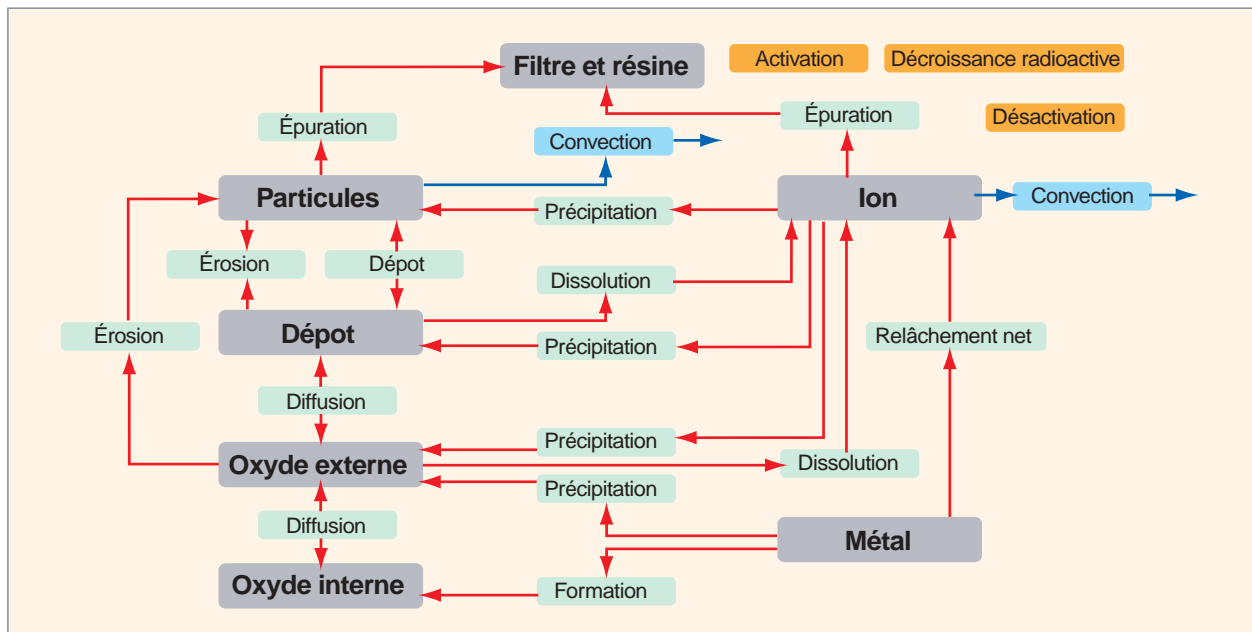 Activation
Décroissance radioactive
Filtre et résine
Désactivation
Épuration
Épuration
Convection
Particules
Ion
Convection
Précipitation
Érosion
Dépot
Dissolution
Érosion
Dépôt
Précipitation
Relâchement net
Diffusion
Précipitation
Oxyde externe
Dissolution
Précipitation
Diffusion
Métal
Oxyde interne
Formation